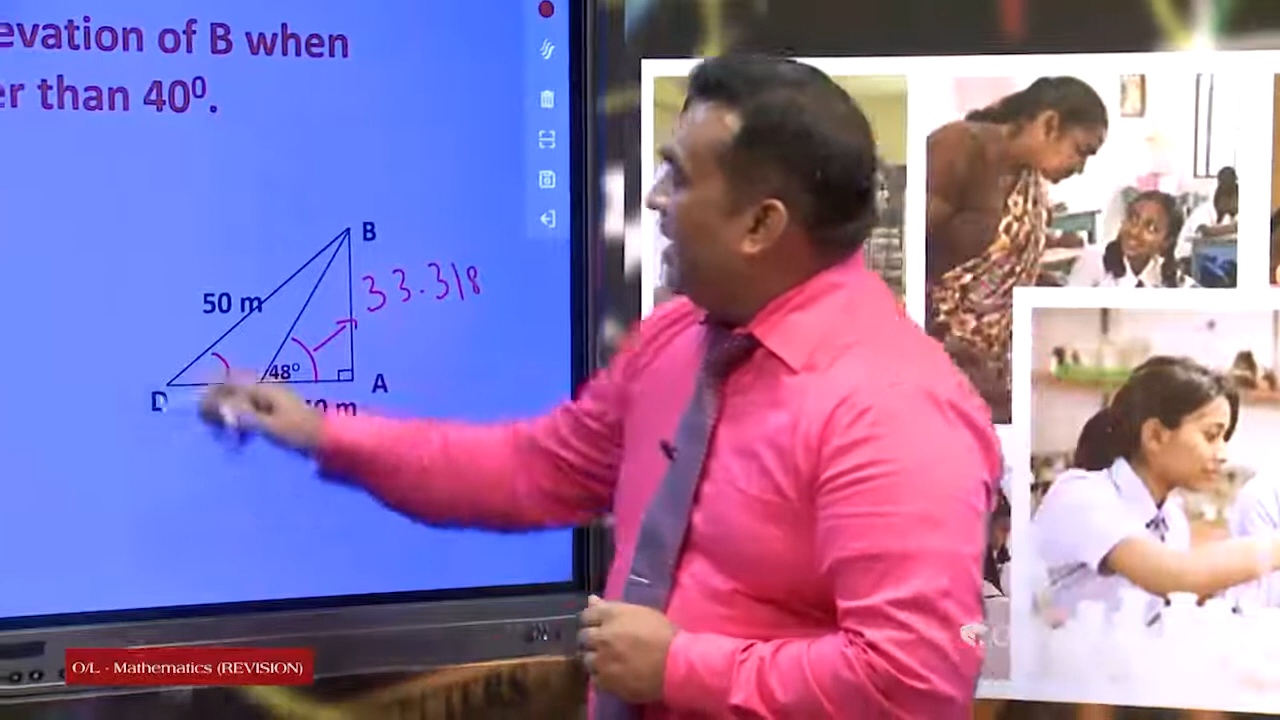 evation of B when
er than 40⁰.
B
33.318
50 m
48⁰
A
D
m
O/L - Mathematics (REVISION)